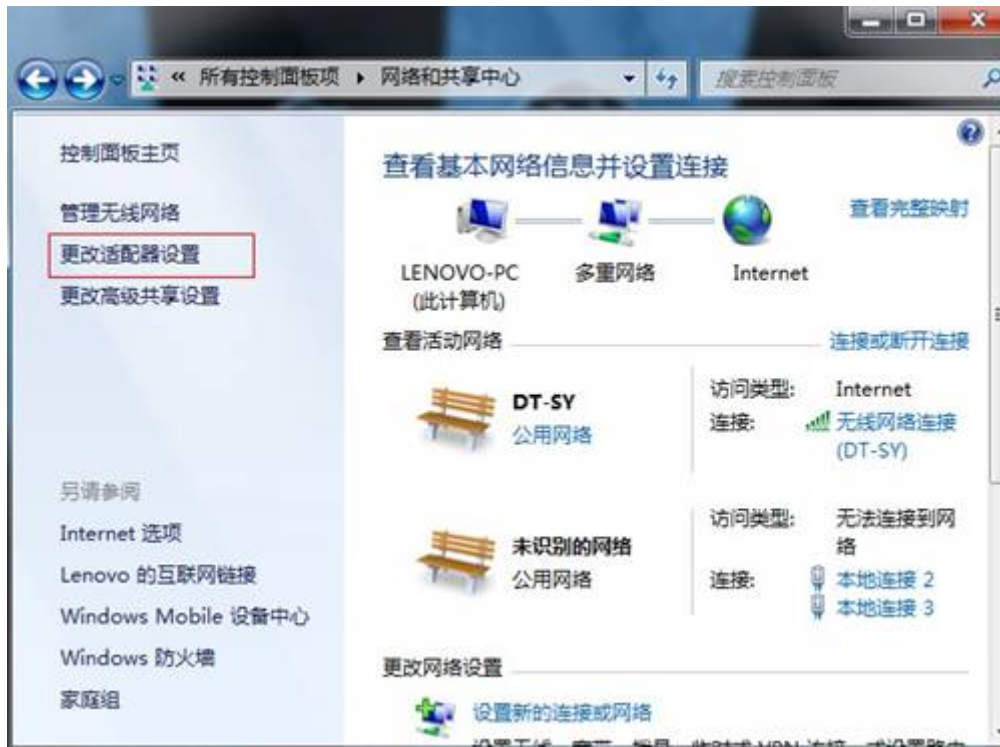 « 所有控制面板项 ▸ 网络和共享中心
搜索控制面板
控制面板主页
管理无线网络
更改适配器设置
更改高级共享设置
另请参阅
Internet 选项
Lenovo 的互联网链接
Windows Mobile 设备中心
Windows 防火墙
家庭组
查看基本网络信息并设置连接
查看完整映射
LENOVO-PC
(此计算机)
多重网络
Internet
查看活动网络
连接或断开连接
DT-SY
公用网络
访问类型: Internet
连接: 无线网络连接
(DT-SY)
未识别的网络
公用网络
访问类型: 无法连接到网
络
连接: 本地连接 2
本地连接 3
更改网络设置
设置新的连接或网络